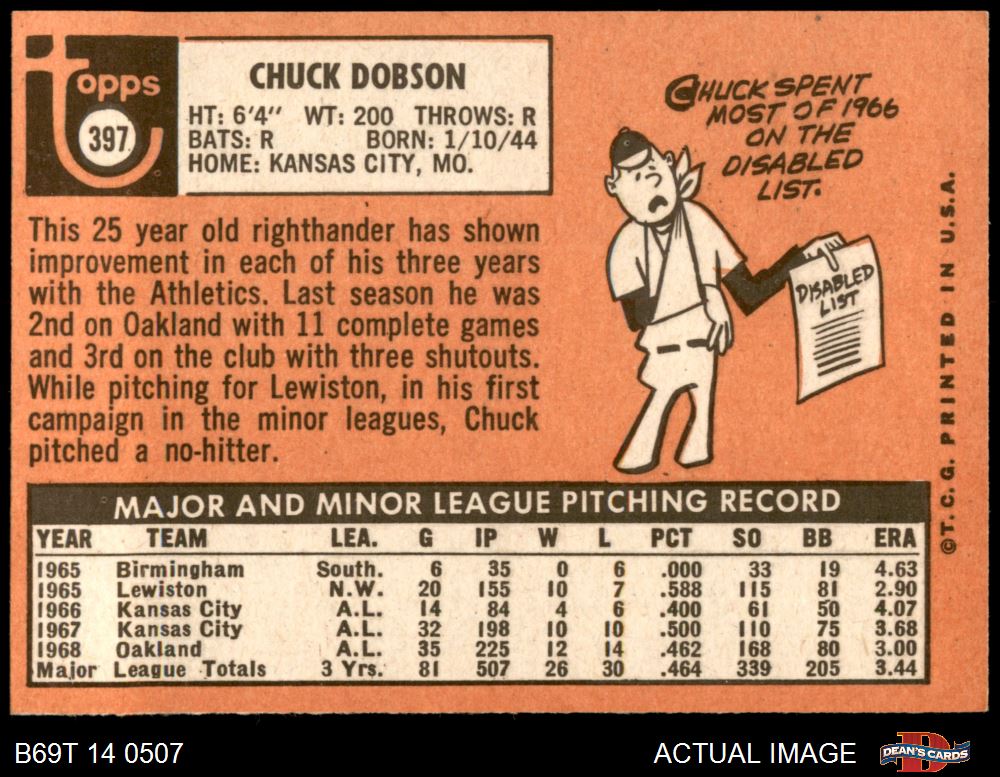 topps
397
CHUCK DOBSON
HT: 6'4" WT: 200 THROWS: R
BATS: R BORN: 1/10/44
HOME: KANSAS CITY, MO.
CHUCK SPENT
MOST OF 1966
ON THE
DISABLED
LIST.
DISABLED
LIST
This 25 year old righthander has shown
improvement in each of his three years
with the Athletics. Last season he was
2nd on Oakland with 11 complete games
and 3rd on the club with three shutouts.
While pitching for Lewiston, in his first
campaign in the minor leagues, Chuck
pitched a no-hitter.
©T.C.G. PRINTED IN U.S.A.
MAJOR AND MINOR LEAGUE PITCHING RECORD
YEAR TEAM LEA. G IP W L PCT SO BB ERA
1965 Birmingham South. 6 35 0 6 .000 33 19 4.63
1965 Lewiston N.W. 20 155 10 7 .588 115 81 2.90
1966 Kansas City A.L. 14 84 4 6 .400 61 50 4.07
1967 Kansas City A.L. 32 198 10 10 .500 110 75 3.68
1968 Oakland A.L. 35 225 12 14 .462 168 80 3.00
Major League Totals 3 Yrs. 81 507 26 30 .464 339 205 3.44
B69T 14 0507
ACTUAL IMAGE
D
DEAN'S CARDS